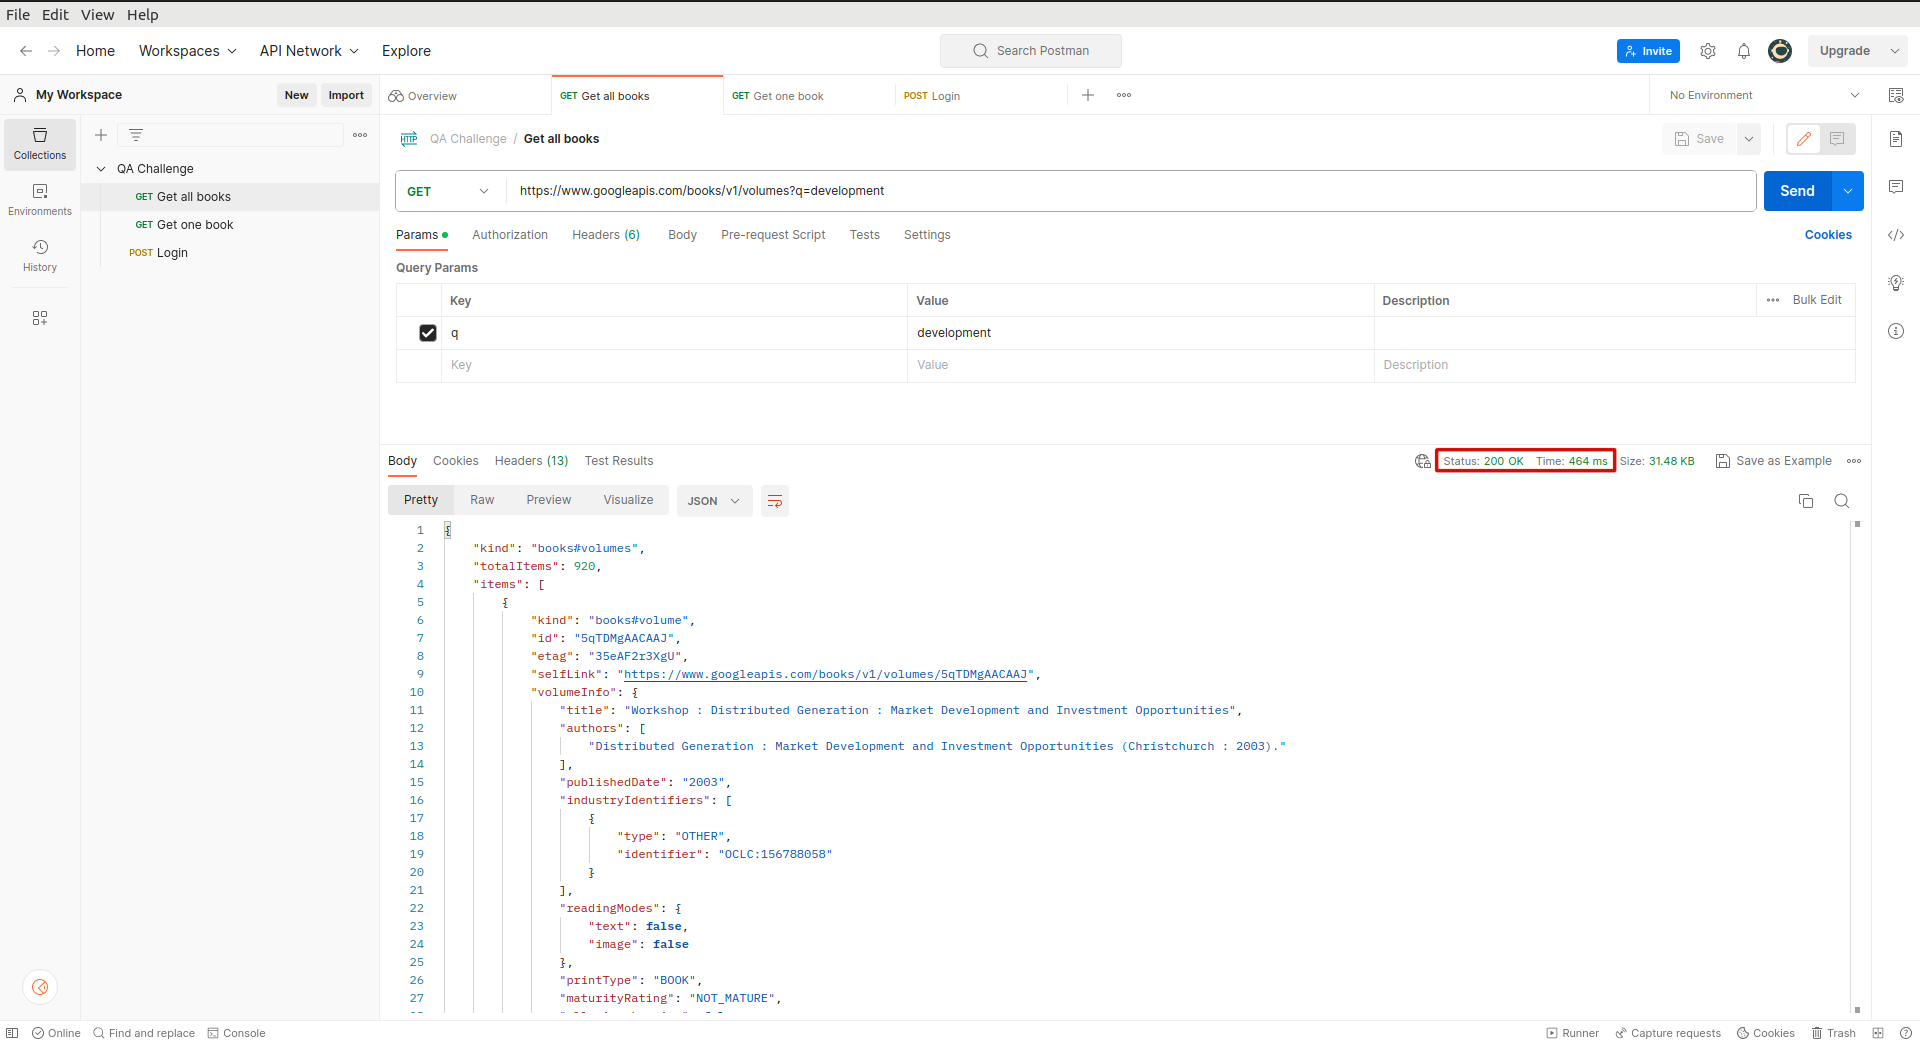 File Edit View Help
Home Workspaces API Network Explore
Search Postman
Invite
Upgrade
My Workspace
New Import
Overview
GET Get all books
GET Get one book
POST Login
No Environment
Collections
Environments
History
QA Challenge
GET Get all books
GET Get one book
POST Login
QA Challenge / Get all books
Save
GET https://www.googleapis.com/books/v1/volumes?q=development
Send
Params Authorization Headers (6) Body Pre-request Script Tests Settings
Cookies
Query Params
Key Value Description Bulk Edit
q development
Key Value Description
Body Cookies Headers (13) Test Results
Status: 200 OK Time: 464 ms Size: 31.48 KB Save as Example
Pretty Raw Preview Visualize JSON
1 {
2 "kind": "books#volumes",
3 "totalItems": 920,
4 "items": [
5 {
6 "kind": "books#volume",
7 "id": "5qTDMgAACAAJ",
8 "etag": "35eAF2r3XgU",
9 "selfLink": "https://www.googleapis.com/books/v1/volumes/5qTDMgAACAAJ",
10 "volumeInfo": {
11 "title": "Workshop : Distributed Generation : Market Development and Investment Opportunities",
12 "authors": [
13 "Distributed Generation : Market Development and Investment Opportunities (Christchurch : 2003)."
14 ],
15 "publishedDate": "2003",
16 "industryIdentifiers": [
17 {
18 "type": "OTHER",
19 "identifier": "OCLC:156788058"
20 }
21 ],
22 "readingModes": {
23 "text": false,
24 "image": false
25 },
26 "printType": "BOOK",
27 "maturityRating": "NOT_MATURE",
Online Find and replace Console
Runner Capture requests Cookies Trash